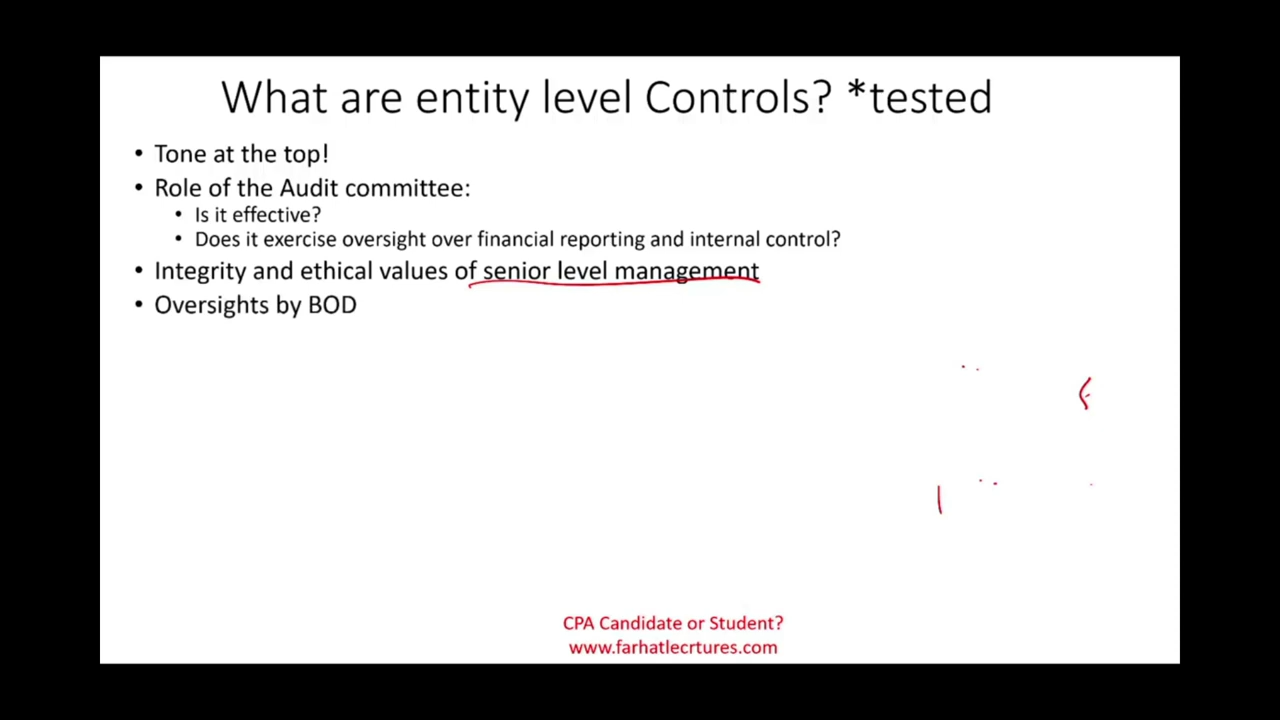 What are entity level Controls? *tested
• Tone at the top!
• Role of the Audit committee:
• Is it effective?
• Does it exercise oversight over financial reporting and internal control?
• Integrity and ethical values of senior level management
• Oversights by BOD
CPA Candidate or Student?
www.farhatlecrtures.com